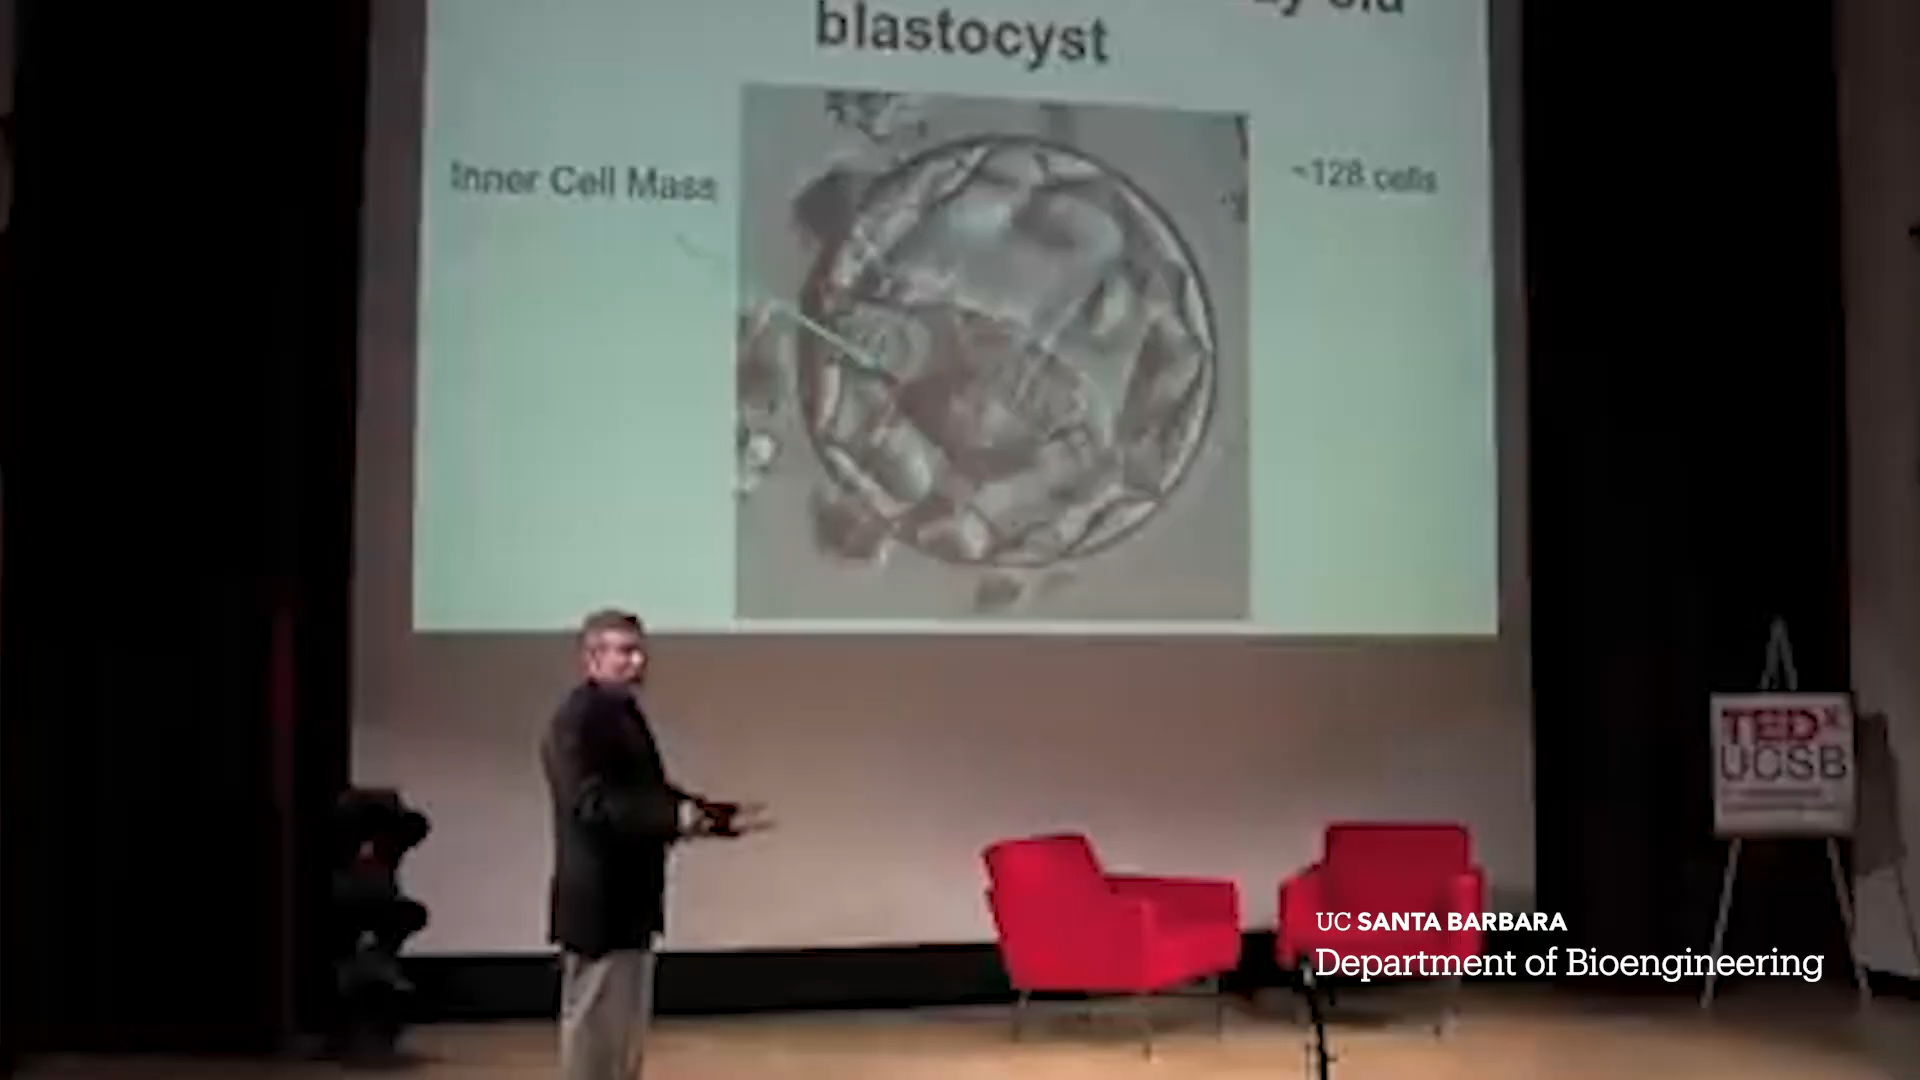 blastocyst
Inner Cell Mass
~128 cells
TEDx
UCSB
UC SANTA BARBARA
Department of Bioengineering